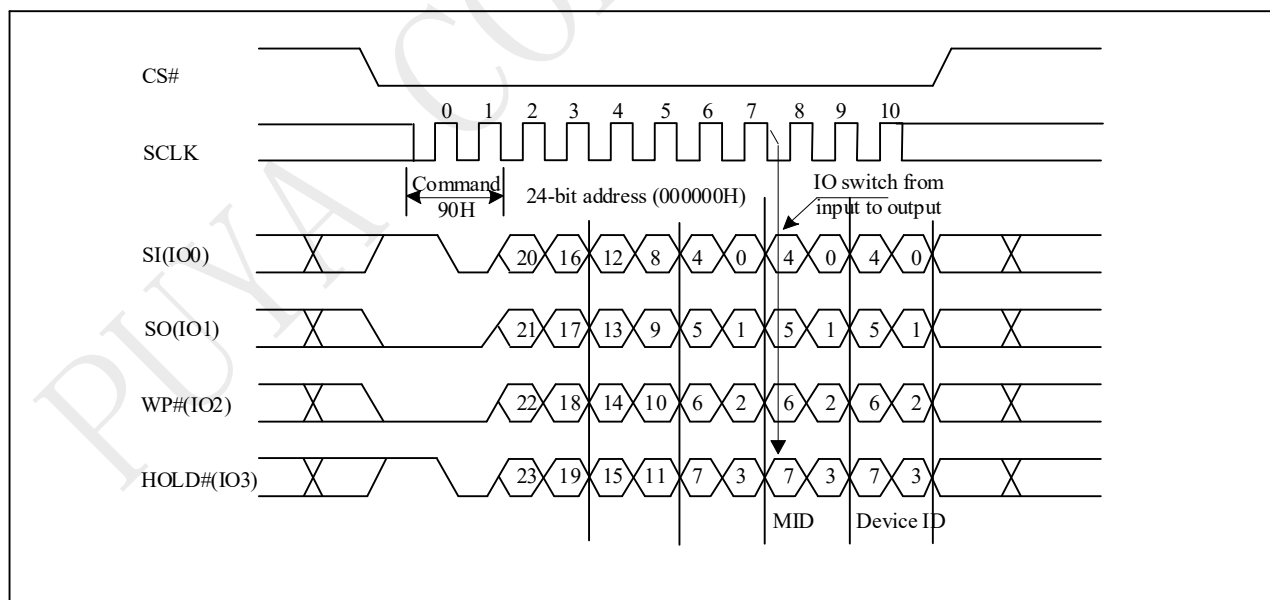 PUYA CON
CS#
0 1 2 3 4 5 6 7 8 9 10
SCLK
Command
90H
24-bit address (000000H)
IO switch from
input to output
SI(IO0) 20 16 12 8 4 0 4 0 4 0
SO(IO1) 21 17 13 9 5 1 5 1 5 1
WP#(IO2) 22 18 14 10 6 2 6 2 6 2
HOLD#(IO3) 23 19 15 11 7 3 7 3 7 3
MID Device ID